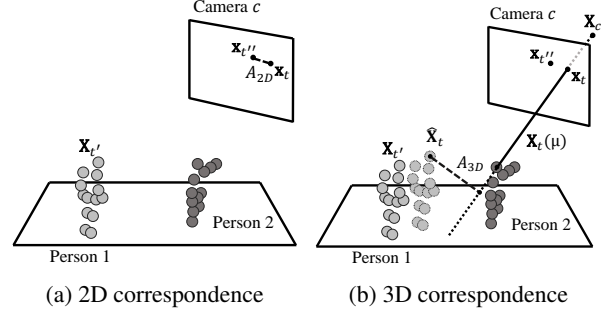 Camera c
x_{t''}
A_{2D}
x_t
X_{t'}
Person 2
Person 1
(a) 2D correspondence
Camera c
X_c
x_{t''}
x_t
X_t(μ)
X̂_t
X_{t'}
A_{3D}
Person 2
Person 1
(b) 3D correspondence